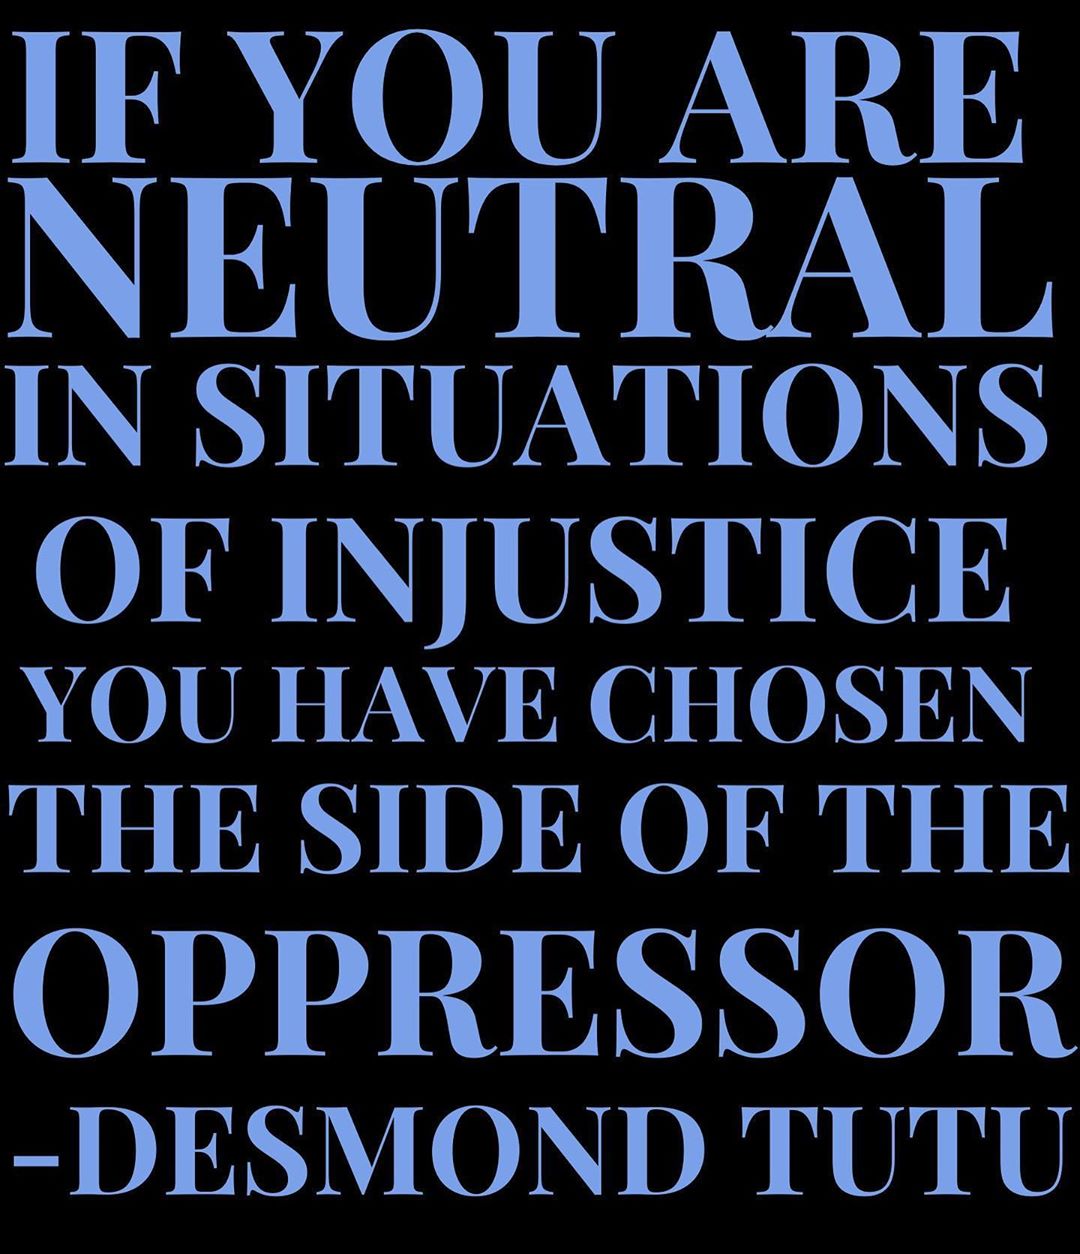 IF YOU ARE
NEUTRAL
IN SITUATIONS
OF INJUSTICE
YOU HAVE CHOSEN
THE SIDE OF THE
OPPRESSOR
-DESMOND TUTU